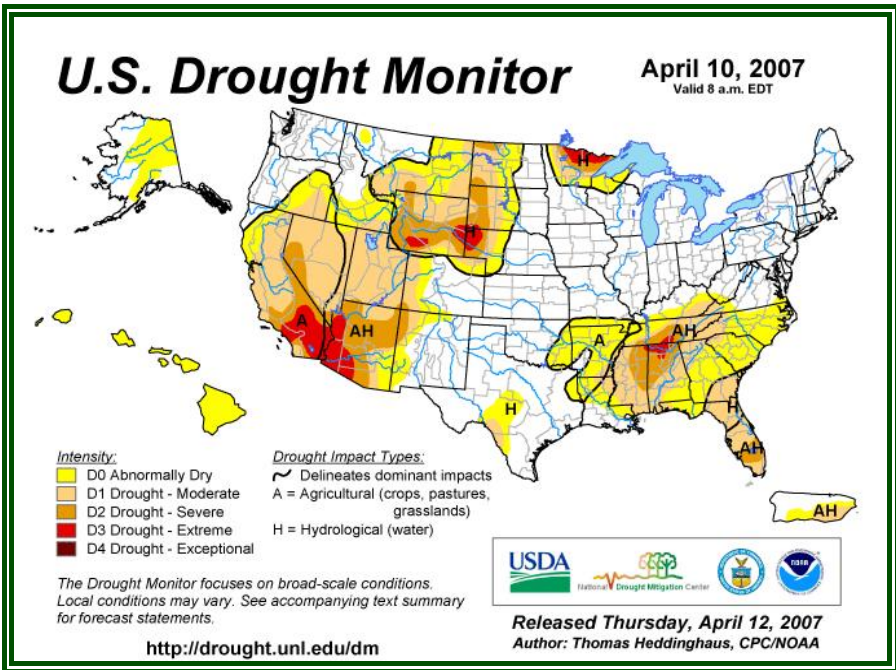 U.S. Drought Monitor
April 10, 2007
Valid 8 a.m. EDT
H
H
A
AH
AH
A
H
H
AH
AH
Intensity:
D0 Abnormally Dry
D1 Drought - Moderate
D2 Drought - Severe
D3 Drought - Extreme
D4 Drought - Exceptional
Drought Impact Types:
Delineates dominant impacts
A = Agricultural (crops, pastures,
grasslands)
H = Hydrological (water)
The Drought Monitor focuses on broad-scale conditions.
Local conditions may vary. See accompanying text summary
for forecast statements.
http://drought.unl.edu/dm
USDA
National Drought Mitigation Center
NOAA
Released Thursday, April 12, 2007
Author: Thomas Heddinghaus, CPC/NOAA